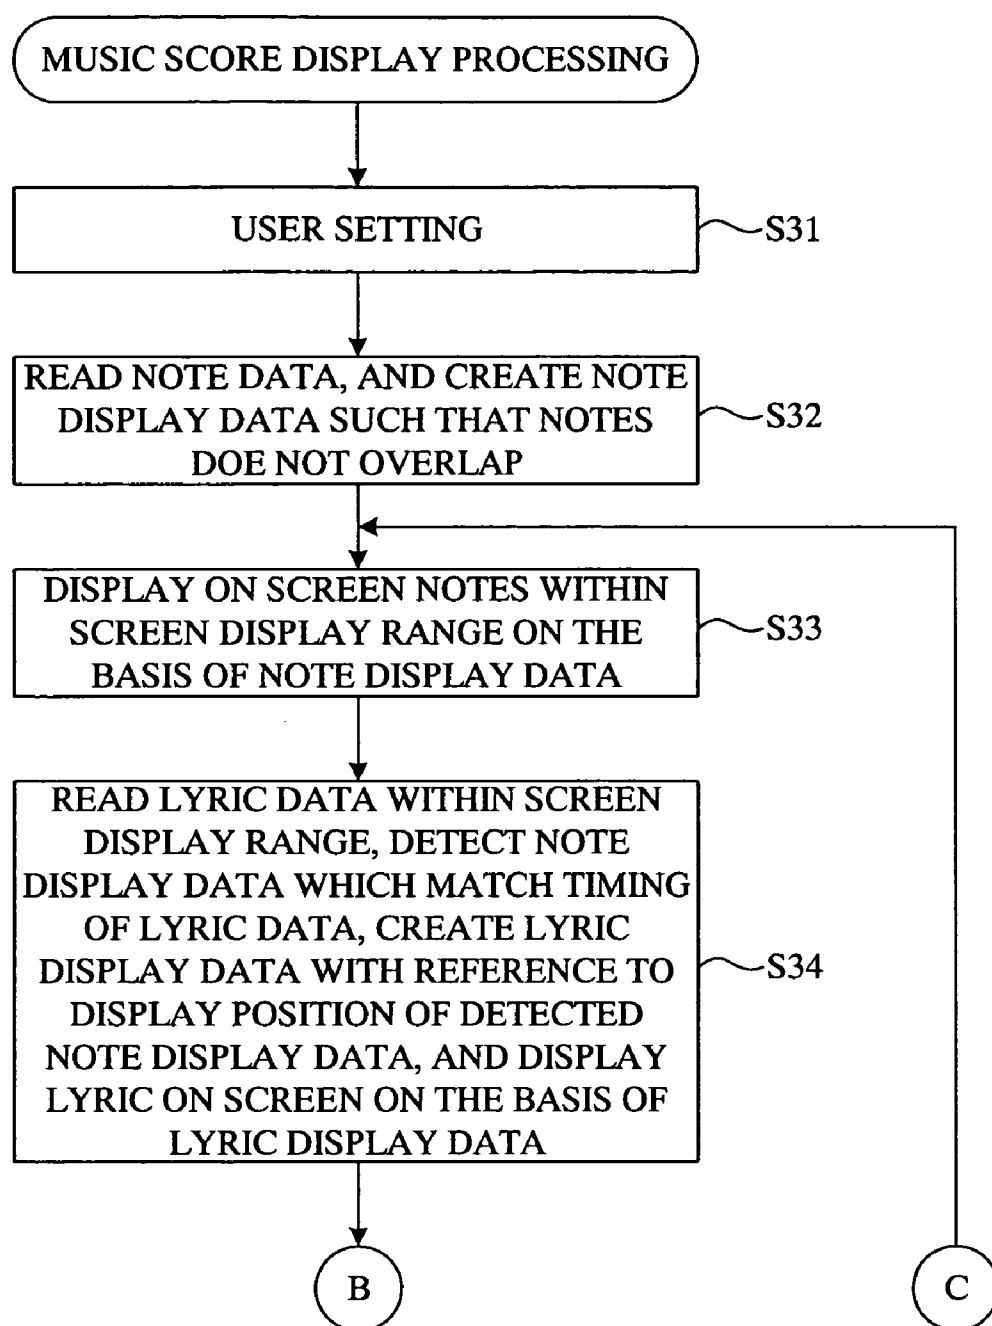 MUSIC SCORE DISPLAY PROCESSING
USER SETTING
S31
READ NOTE DATA, AND CREATE NOTE
DISPLAY DATA SUCH THAT NOTES
DOE NOT OVERLAP
S32
DISPLAY ON SCREEN NOTES WITHIN
SCREEN DISPLAY RANGE ON THE
BASIS OF NOTE DISPLAY DATA
S33
READ LYRIC DATA WITHIN SCREEN
DISPLAY RANGE, DETECT NOTE
DISPLAY DATA WHICH MATCH TIMING
OF LYRIC DATA, CREATE LYRIC
DISPLAY DATA WITH REFERENCE TO
DISPLAY POSITION OF DETECTED
NOTE DISPLAY DATA, AND DISPLAY
LYRIC ON SCREEN ON THE BASIS OF
LYRIC DISPLAY DATA
S34
B
C